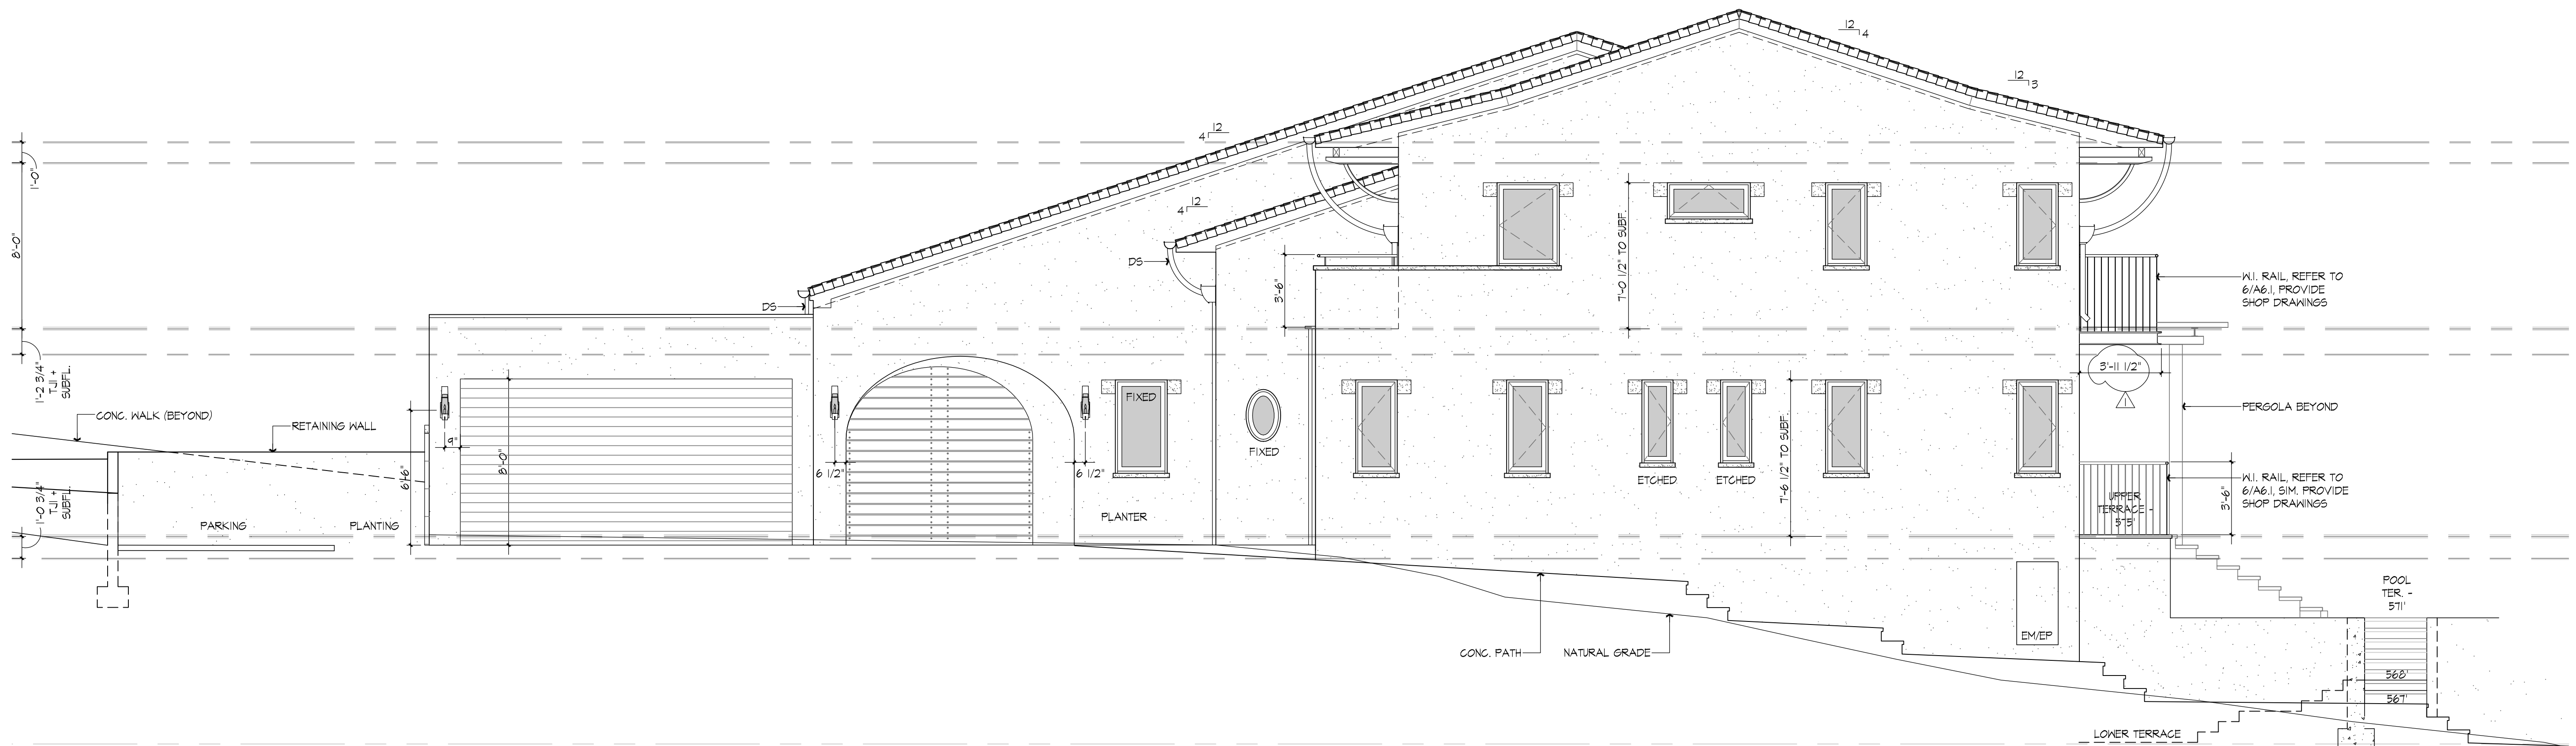 12
4
12
3
12
4
12
4
1'-0"
8'-0"
1'-2 3/4"
TJI +
SUBFL.
1'-0 3/4"
TJI +
SUBFL.
DS
DS
3'-6"
7'-0 1/2" TO SUBF.
W.I. RAIL, REFER TO
6/A6.1, PROVIDE
SHOP DRAWINGS
3'-11 1/2"
1
PERGOLA BEYOND
CONC. WALK (BEYOND)
RETAINING WALL
9"
6'-6"
8'-0"
6 1/2"
6 1/2"
FIXED
FIXED
ETCHED
ETCHED
7'-6 1/2" TO SUBF.
W.I. RAIL, REFER TO
6/A6.1, SIM. PROVIDE
SHOP DRAWINGS
3'-6"
UPPER
TERRACE -
575'
PARKING
PLANTING
PLANTER
POOL
TER. -
571'
EM/EP
CONC. PATH
NATURAL GRADE
568'
567'
LOWER TERRACE